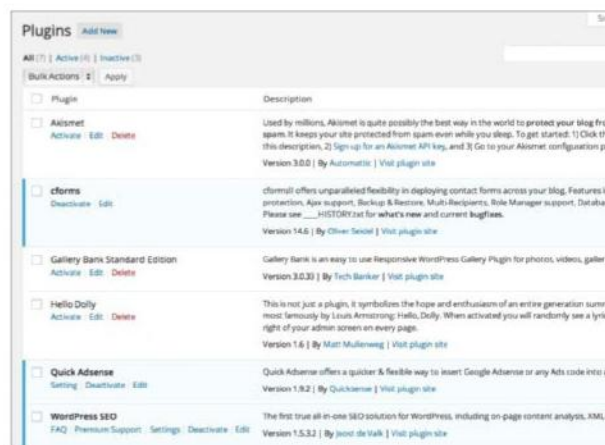 Plugins Add New
All (7) | Active (4) | Inactive (3)
Bulk Actions Apply
Plugin Description
Akismet Used by millions, Akismet is quite possibly the best way in the world to protect your blog fro
Activate Edit Delete spam. It keeps your site protected from spam even while you sleep. To get started: 1) Click th
this description, 2) Sign up for an Akismet API key, and 3) Go to your Akismet configuration p
Version 3.0.0 | By Automattic | Visit plugin site
cforms cformsII offers unparalleled flexibility in deploying contact forms across your blog. Features i
Deactivate Edit protection, Ajax support, Backup & Restore, Multi-Recipients, Role Manager support, Databa
Please see ____HISTORY.txt for what's new and current bugfixes.
Version 14.6 | By Oliver Seidel | Visit plugin site
Gallery Bank Standard Edition Gallery Bank is an easy to use Responsive WordPress Gallery Plugin for photos, videos, galler
Activate Edit Delete Version 3.0.33 | By Tech Banker | Visit plugin site
Hello Dolly This is not just a plugin, it symbolizes the hope and enthusiasm of an entire generation summ
Activate Edit Delete most famously by Louis Armstrong: Hello, Dolly. When activated you will randomly see a lyri
right of your admin screen on every page.
Version 1.6 | By Matt Mullenweg | Visit plugin site
Quick Adsense Quick Adsense offers a quicker & flexible way to insert Google Adsense or any Ads code into a
Setting Deactivate Edit Version 1.9.2 | By Quicksense | Visit plugin site
WordPress SEO The first true all-in-one SEO solution for WordPress, including on-page content analysis, XML
FAQ Premium Support Settings Deactivate Edit Version 1.5.3.2 | By Joost de Valk | Visit plugin site